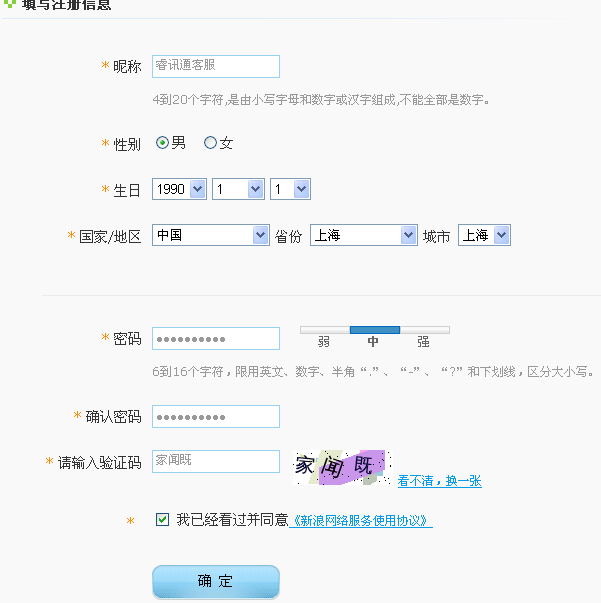 填写注册信息
* 昵称 睿讯通客服
4到20个字符,是由小写字母和数字或汉字组成,不能全部是数字。
* 性别 男 女
* 生日 1990 1 1
* 国家/地区 中国 省份 上海 城市 上海
* 密码 ●●●●●●●●●● 弱 中 强
6到16个字符，限用英文、数字、半角“.”、“-”、“?”和下划线，区分大小写。
* 确认密码 ●●●●●●●●●●
* 请输入验证码 家闻既 家闻既 看不清，换一张
* 我已经看过并同意《新浪网络服务使用协议》
确 定